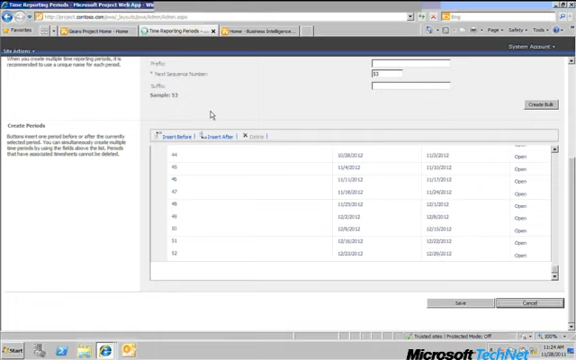 Time Reporting Periods - Microsoft Project Web App - Wi
http://project.contoso.com/pwa/_layouts/pwa/Admin/Admin.aspx
Bing
Favorites
Gears Project Home - Home
Time Reporting Periods -...
Home - Business Intelligence...
Page
Safety
Tools
Site Actions
System Account
When you create multiple time reporting periods, it is
recommended to use a unique name for each period.
Prefix:
* Next Sequence Number:
53
Suffix:
Sample: 53
Create Bulk
Create Periods
Buttons insert one period before or after the currently
selected period. You can simultaneously create multiple
time periods by using the fields above the list. Periods
that have associated timesheets cannot be deleted.
Insert Before
Insert After
Delete
44 10/28/2012 11/3/2012 Open
45 11/4/2012 11/10/2012 Open
46 11/11/2012 11/17/2012 Open
47 11/18/2012 11/24/2012 Open
48 11/25/2012 12/1/2012 Open
49 12/2/2012 12/8/2012 Open
50 12/9/2012 12/15/2012 Open
51 12/16/2012 12/22/2012 Open
52 12/23/2012 12/29/2012 Open
Save
Cancel
Trusted sites | Protected Mode: Off
100%
Start
11:24 AM
11/28/2011
Microsoft TechNet